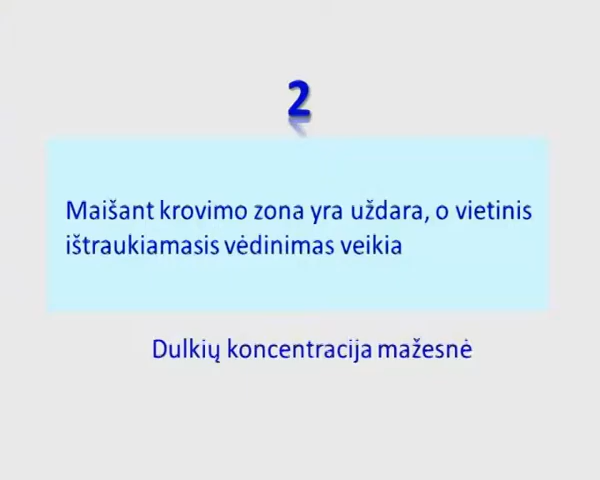 2
Maišant krovimo zona yra uždara, o vietinis
ištraukiamasis vėdinimas veikia
Dulkių koncentracija mažesnė